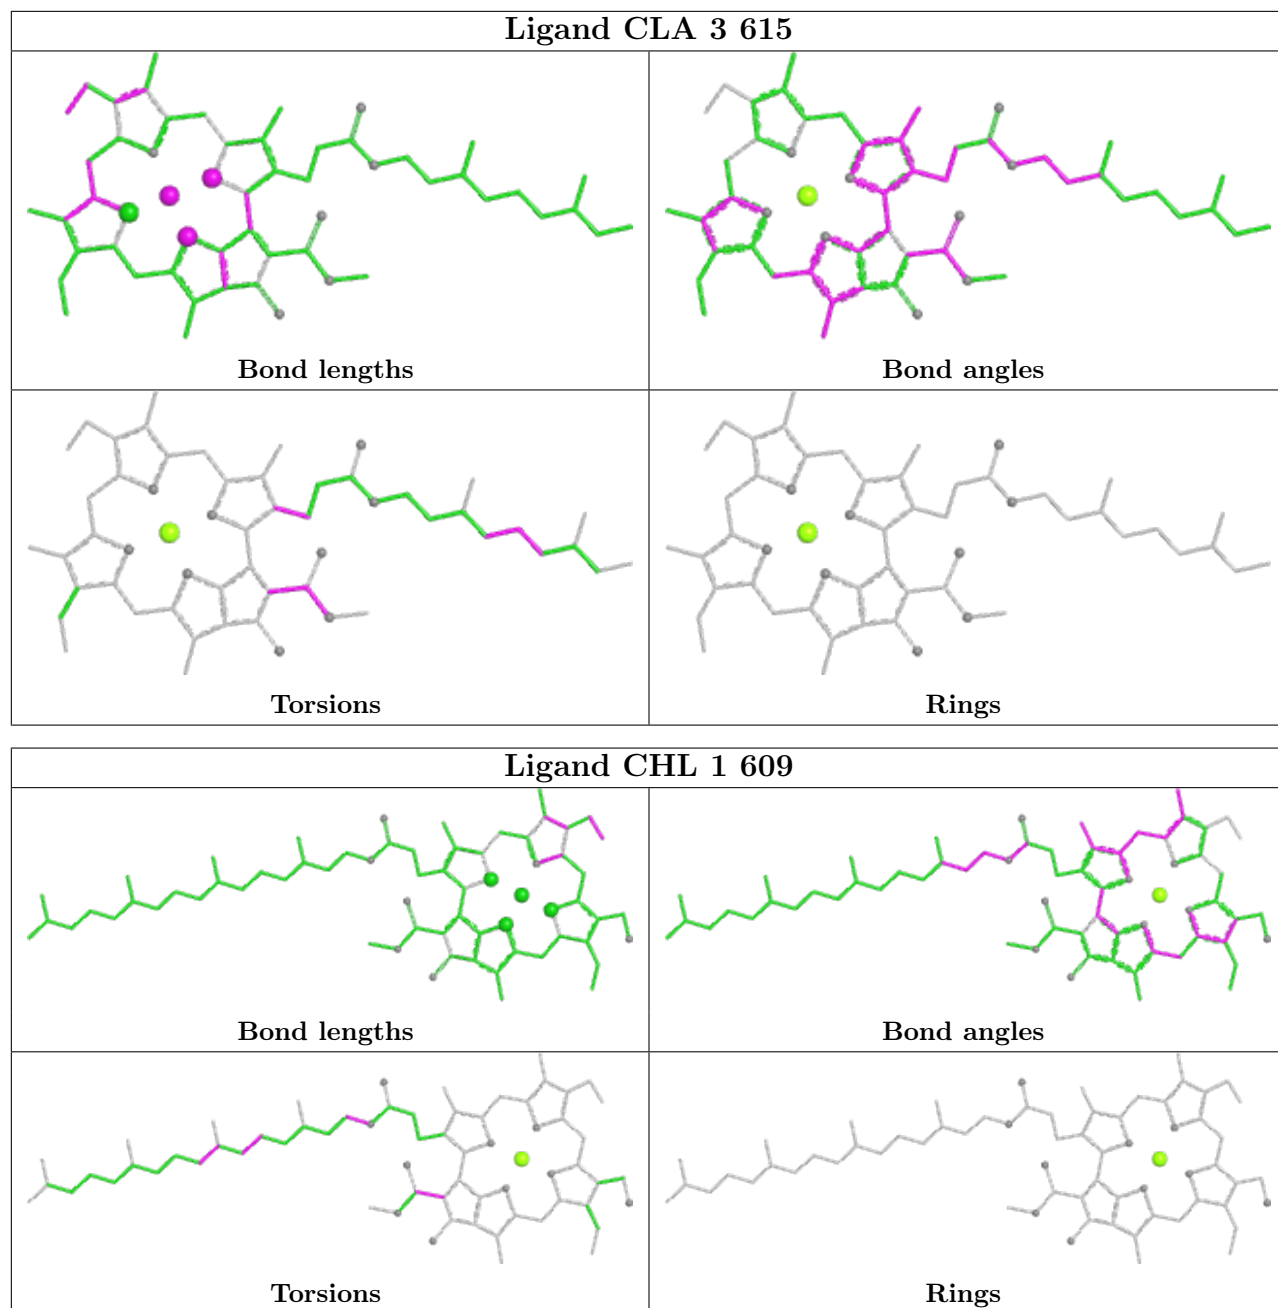 Ligand CLA 3 615
Bond lengths
Bond angles
Torsions
Rings
Ligand CHL 1 609
Bond lengths
Bond angles
Torsions
Rings